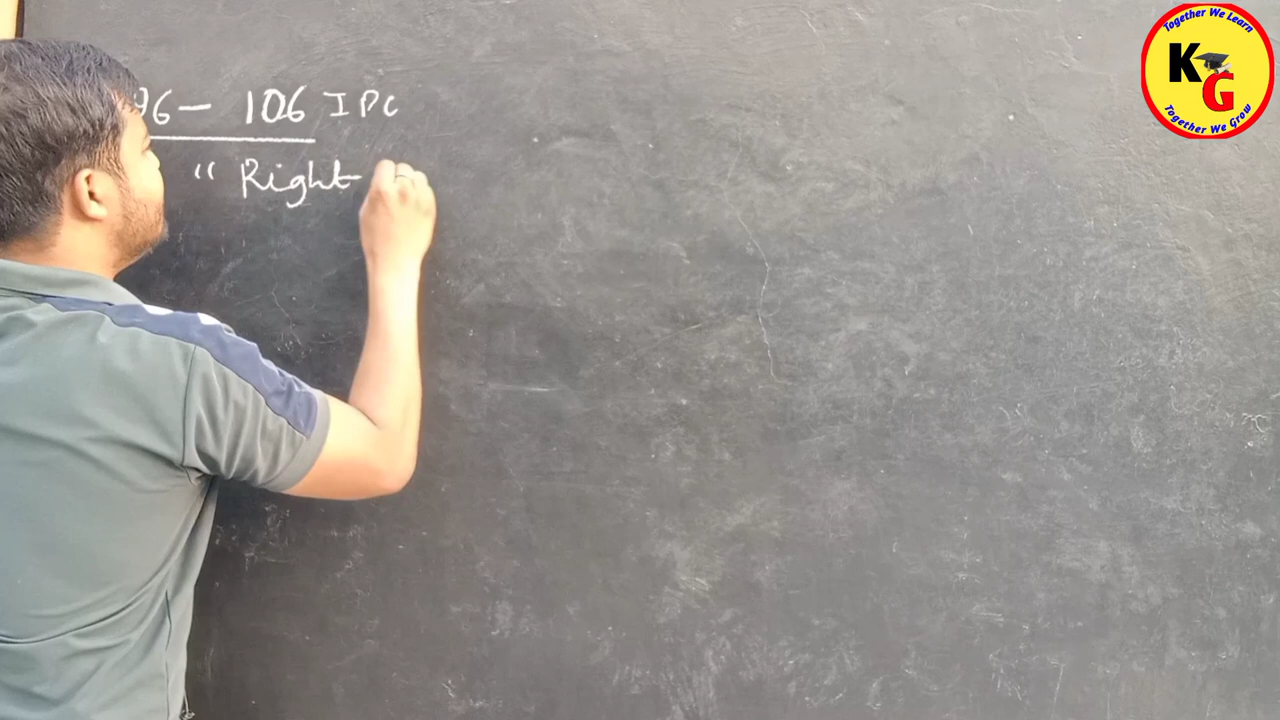 96 - 106 IPC
" Right
Together We Learn
KG
Together We Grow